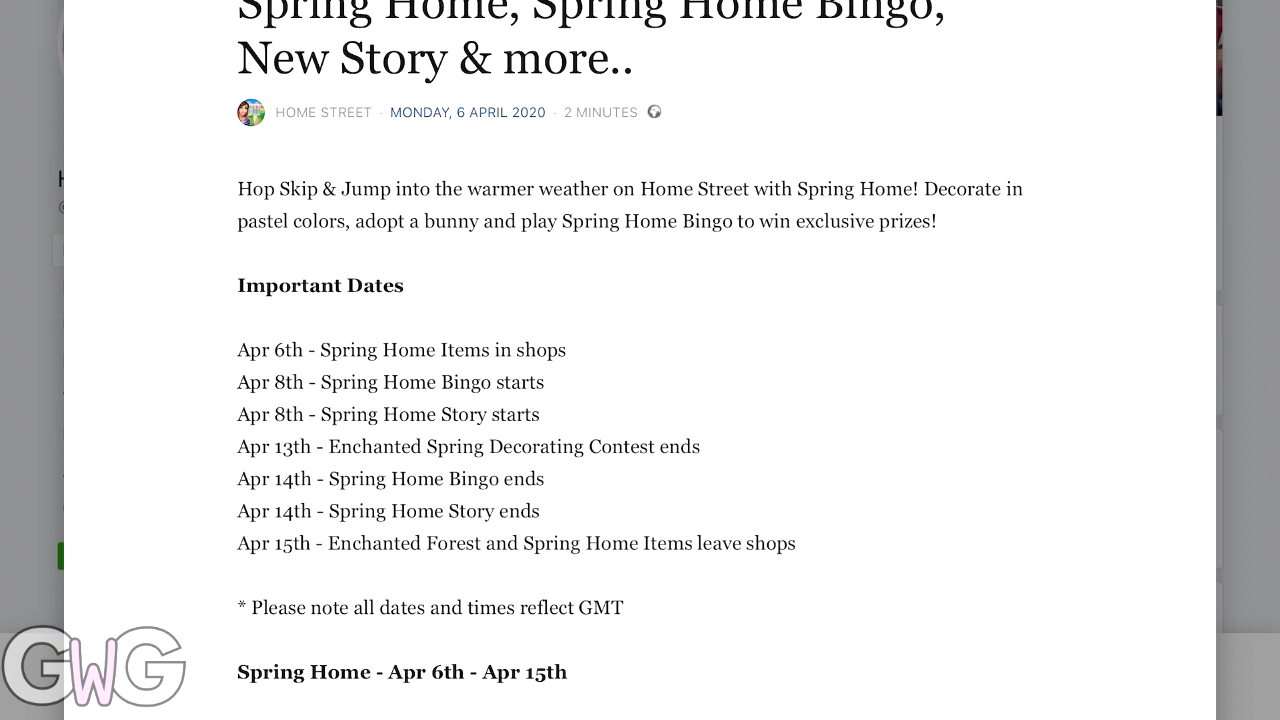 Spring Home, Spring Home Bingo,
New Story & more..
HOME STREET · MONDAY, 6 APRIL 2020 · 2 MINUTES
Hop Skip & Jump into the warmer weather on Home Street with Spring Home! Decorate in
pastel colors, adopt a bunny and play Spring Home Bingo to win exclusive prizes!
Important Dates
Apr 6th - Spring Home Items in shops
Apr 8th - Spring Home Bingo starts
Apr 8th - Spring Home Story starts
Apr 13th - Enchanted Spring Decorating Contest ends
Apr 14th - Spring Home Bingo ends
Apr 14th - Spring Home Story ends
Apr 15th - Enchanted Forest and Spring Home Items leave shops
* Please note all dates and times reflect GMT
GWG
Spring Home - Apr 6th - Apr 15th